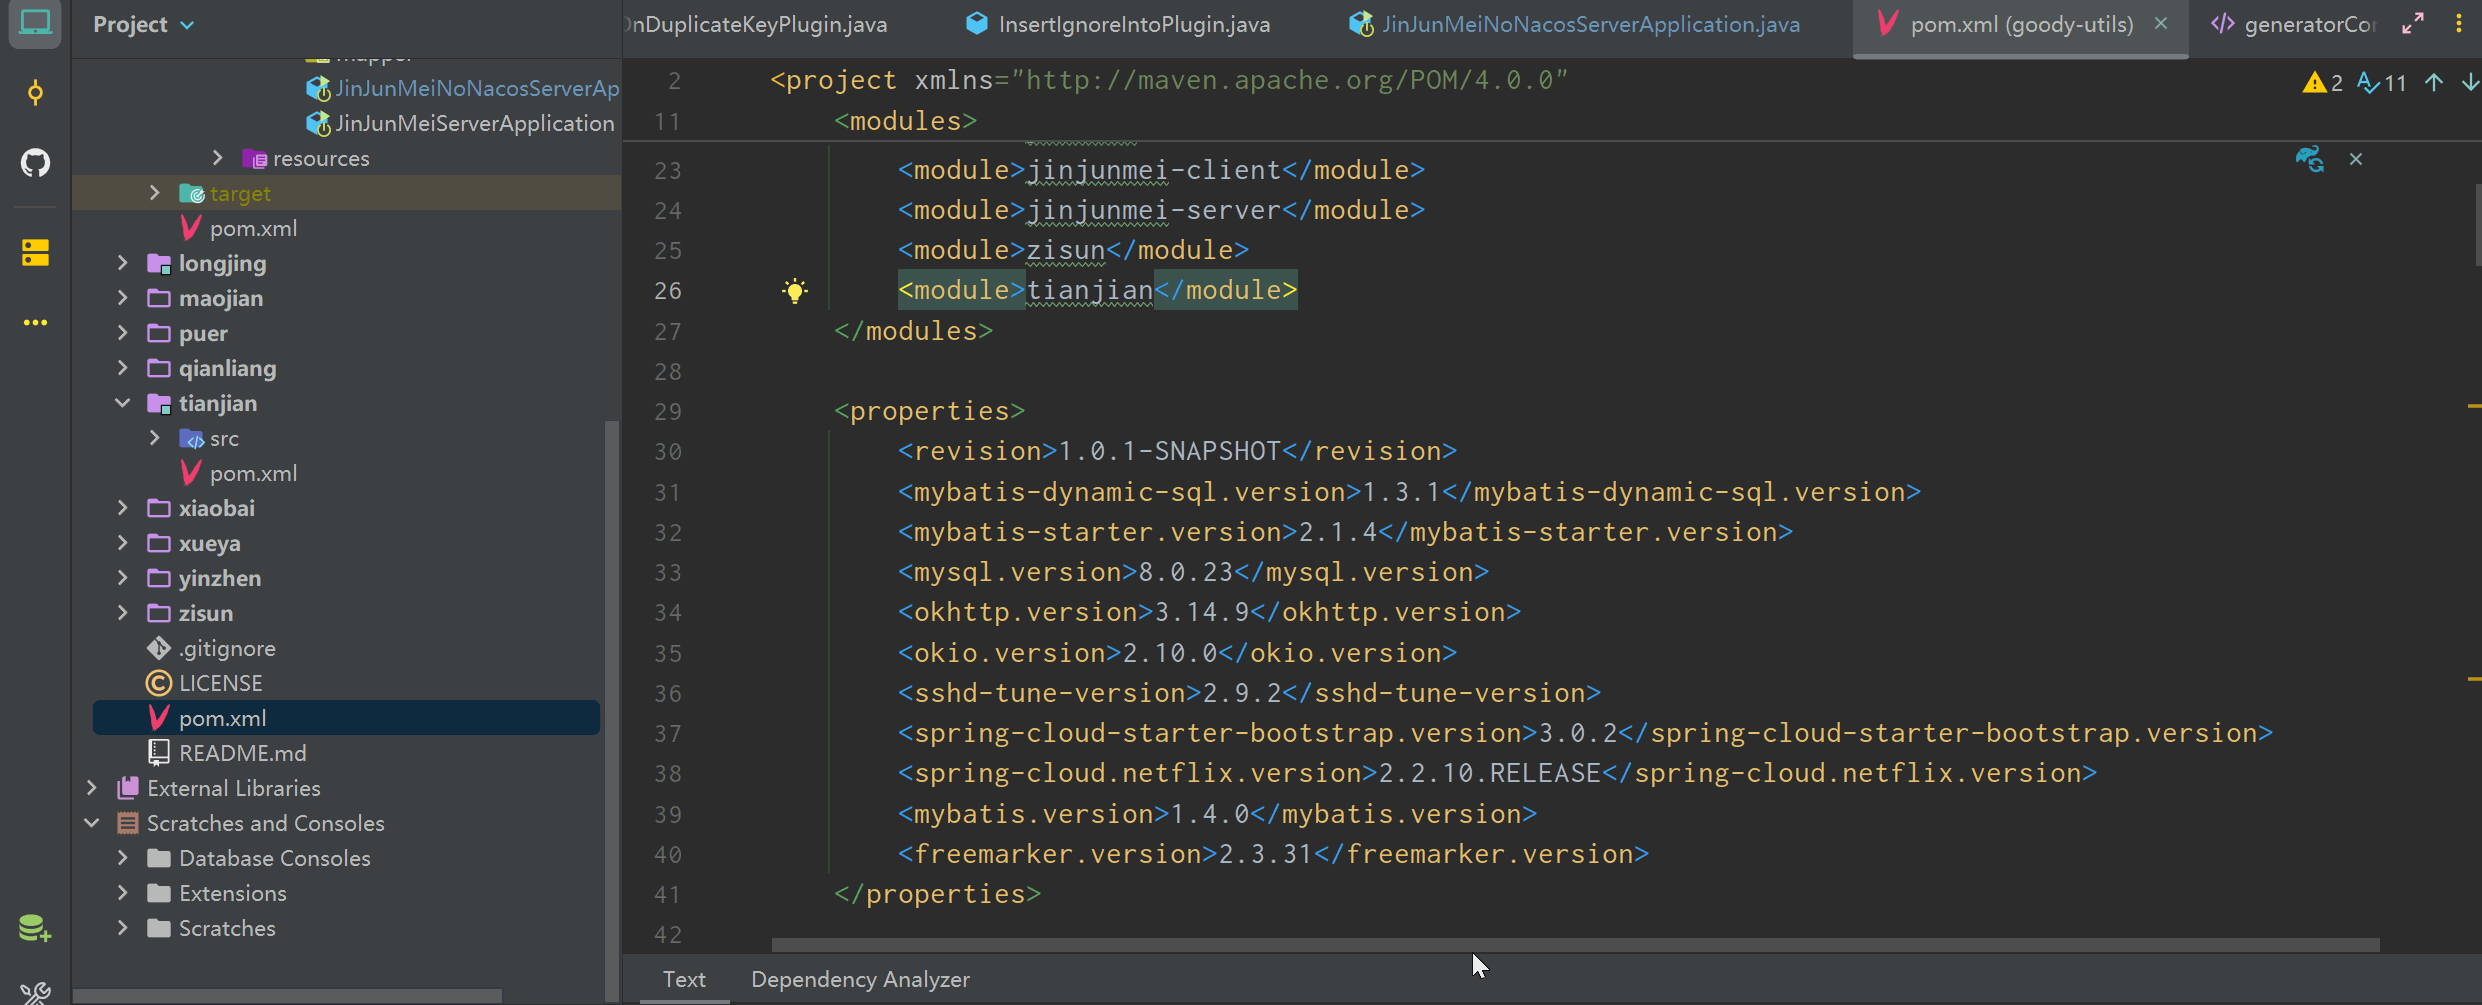 Project
mapper
JinJunMeiNoNacosServerAp
JinJunMeiServerApplication
resources
target
pom.xml
longjing
maojian
puer
qianliang
tianjian
src
pom.xml
xiaobai
xueya
yinzhen
zisun
.gitignore
LICENSE
pom.xml
README.md
External Libraries
Scratches and Consoles
Database Consoles
Extensions
Scratches
OnDuplicateKeyPlugin.java
InsertIgnoreIntoPlugin.java
JinJunMeiNoNacosServerApplication.java
pom.xml (goody-utils)
generatorCo
2 <project xmlns="http://maven.apache.org/POM/4.0.0"
2 11
11 <modules>
23 <module>jinjunmei-client</module>
24 <module>jinjunmei-server</module>
25 <module>zisun</module>
26 <module>tianjian</module>
27 </modules>
28
29 <properties>
30 <revision>1.0.1-SNAPSHOT</revision>
31 <mybatis-dynamic-sql.version>1.3.1</mybatis-dynamic-sql.version>
32 <mybatis-starter.version>2.1.4</mybatis-starter.version>
33 <mysql.version>8.0.23</mysql.version>
34 <okhttp.version>3.14.9</okhttp.version>
35 <okio.version>2.10.0</okio.version>
36 <sshd-tune-version>2.9.2</sshd-tune-version>
37 <spring-cloud-starter-bootstrap.version>3.0.2</spring-cloud-starter-bootstrap.version>
38 <spring-cloud.netflix.version>2.2.10.RELEASE</spring-cloud.netflix.version>
39 <mybatis.version>1.4.0</mybatis.version>
40 <freemarker.version>2.3.31</freemarker.version>
41 </properties>
42
Text
Dependency Analyzer